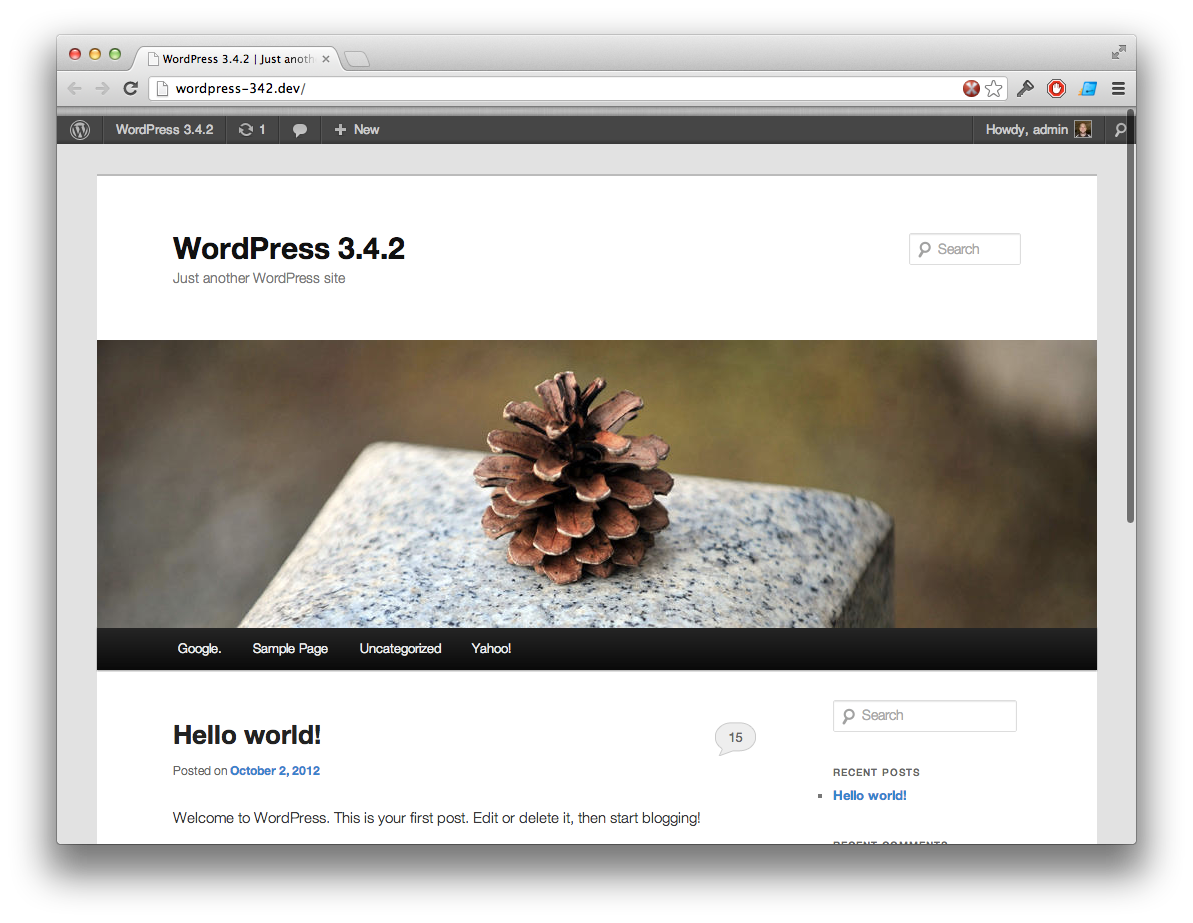 WordPress 3.4.2 | Just anoth
wordpress-342.dev/
WordPress 3.4.2 1 + New Howdy, admin
WordPress 3.4.2
Search
Just another WordPress site
Google. Sample Page Uncategorized Yahoo!
Search
Hello world!
15
Posted on October 2, 2012
RECENT POSTS
Hello world!
Welcome to WordPress. This is your first post. Edit or delete it, then start blogging!
RECENT COMMENTS